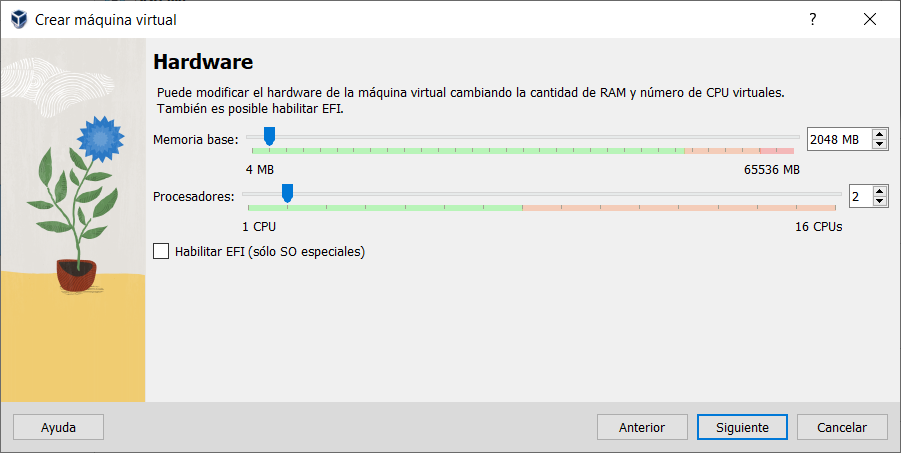 Crear máquina virtual
Hardware
Puede modificar el hardware de la máquina virtual cambiando la cantidad de RAM y número de CPU virtuales.
También es posible habilitar EFI.
Memoria base: 2048 MB
4 MB 65536 MB
Procesadores: 2
1 CPU 16 CPUs
Habilitar EFI (sólo SO especiales)
Ayuda Anterior Siguiente Cancelar